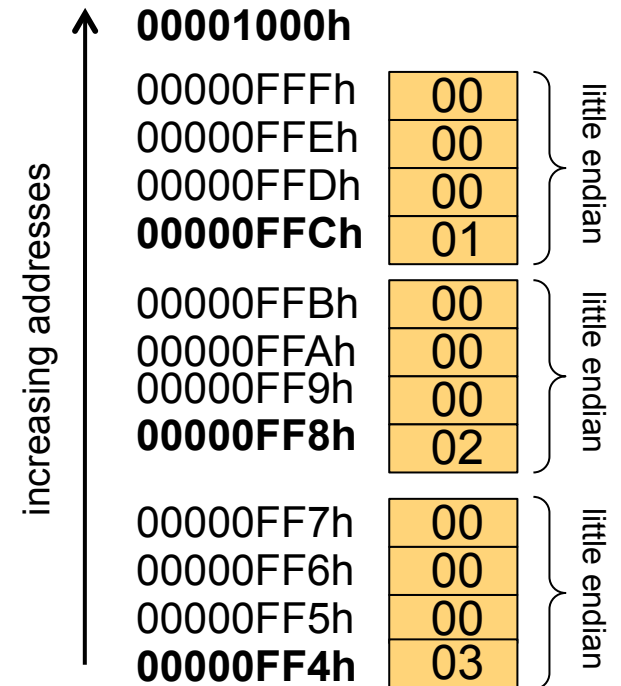 increasing addresses
00001000h
00000FFFh 00
00000FFEh 00
00000FFDh 00
00000FFCh 01
little endian
00000FFBh 00
00000FFAh 00
00000FF9h 00
00000FF8h 02
little endian
00000FF7h 00
00000FF6h 00
00000FF5h 00
00000FF4h 03
little endian